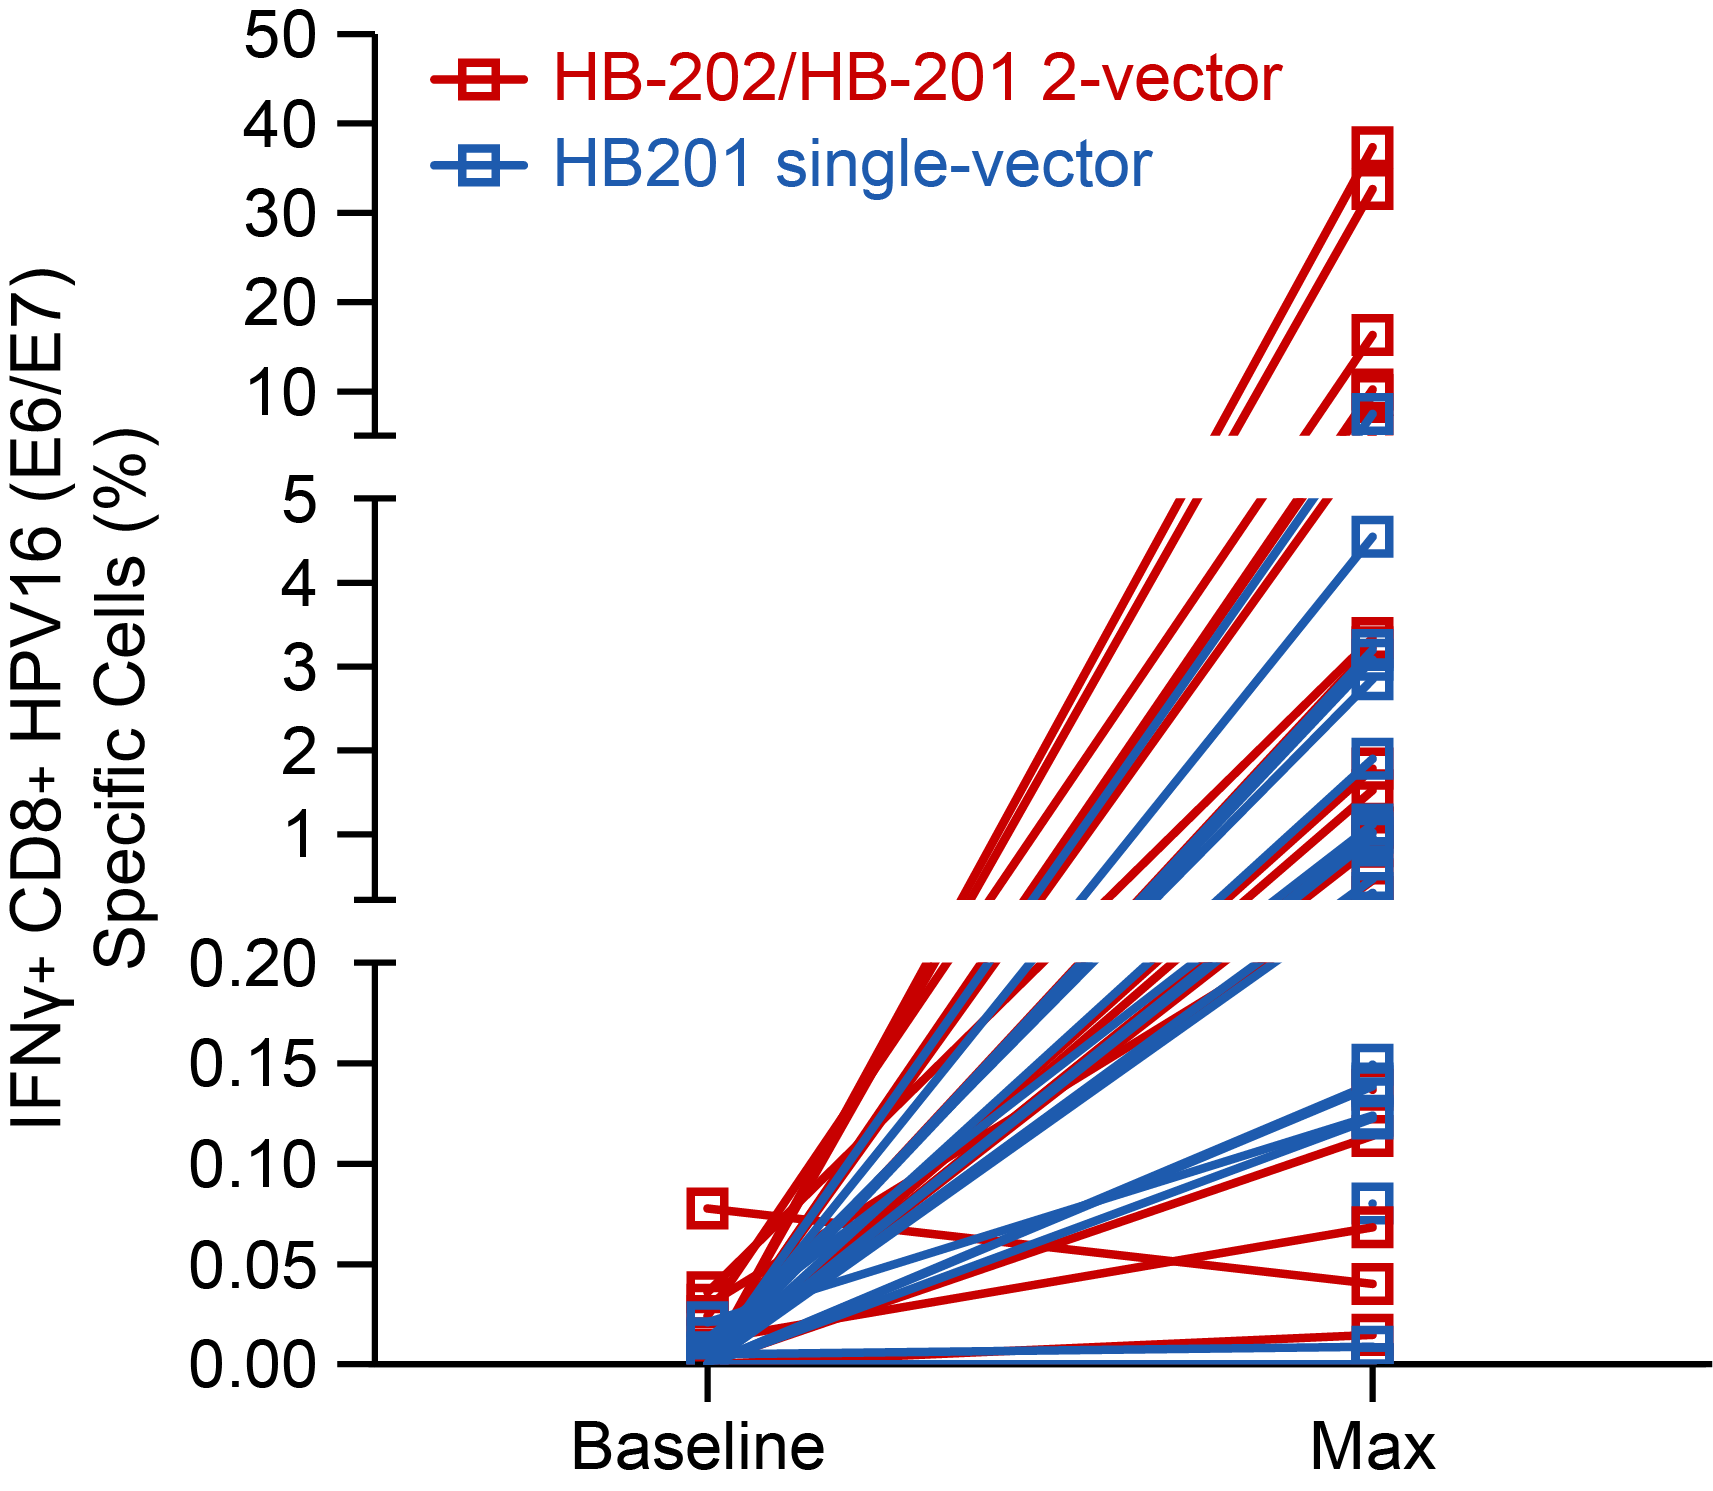 IFNγ+ CD8+ HPV16 (E6/E7)
Specific Cells (%)
50
40
30
20
10
5
4
3
2
1
0.20
0.15
0.10
0.05
0.00
HB-202/HB-201 2-vector
HB201 single-vector
Baseline
Max